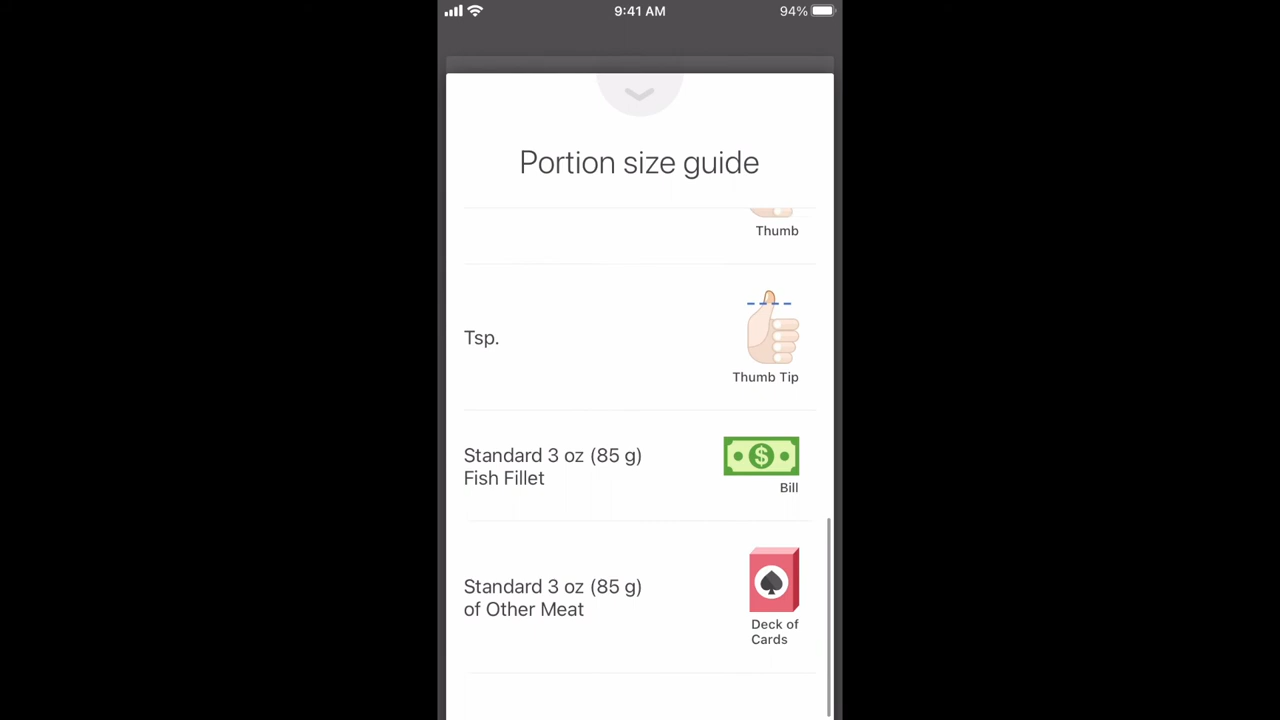 9:41 AM
94%
Portion size guide
Thumb
Tsp.
Thumb Tip
Standard 3 oz (85 g)
Fish Fillet
$
Bill
Standard 3 oz (85 g)
of Other Meat
Deck of
Cards